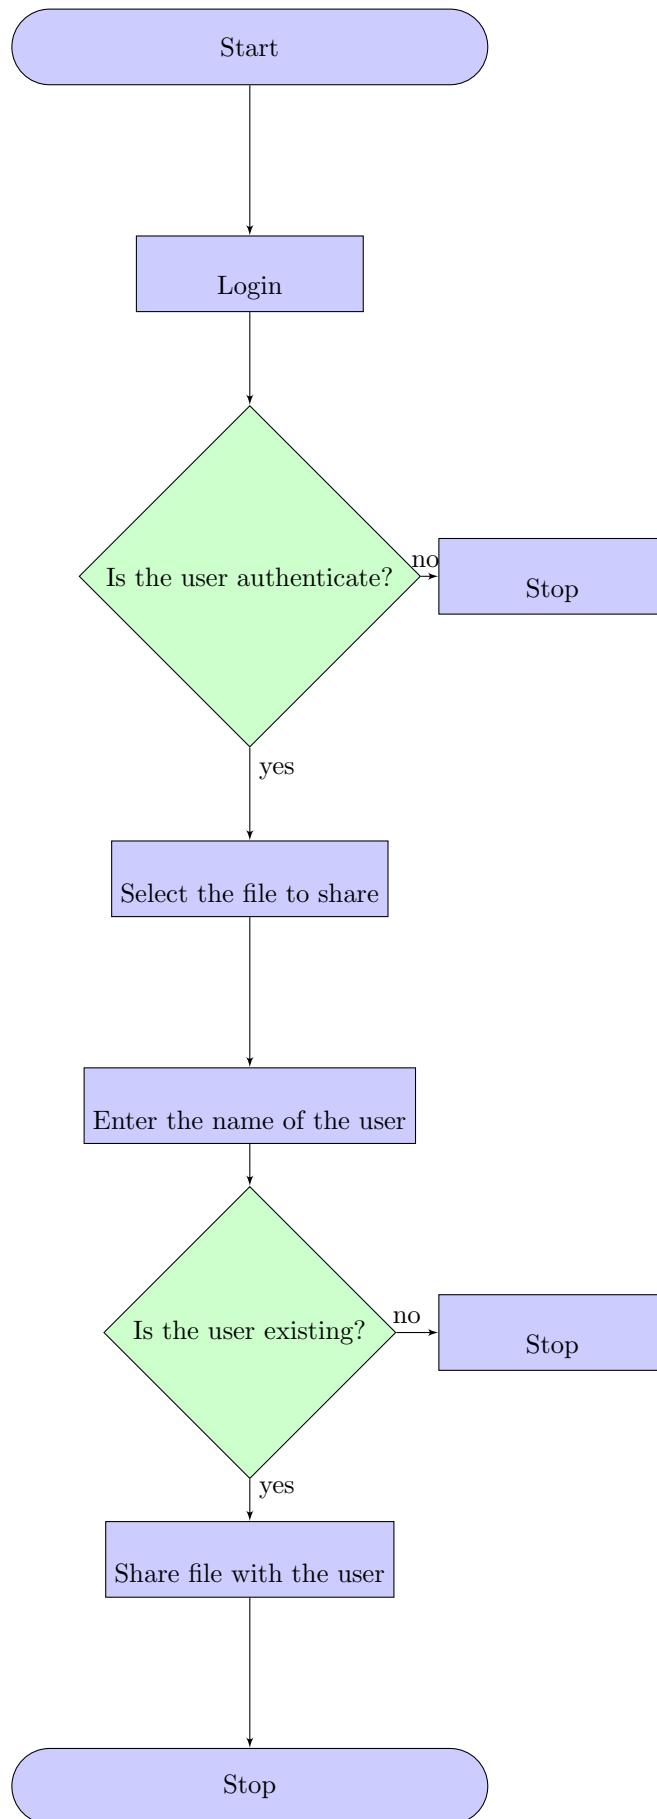 Start
Login
Is the user authenticate?
no
Stop
yes
Select the file to share
Enter the name of the user
Is the user existing?
no
Stop
yes
Share file with the user
Stop